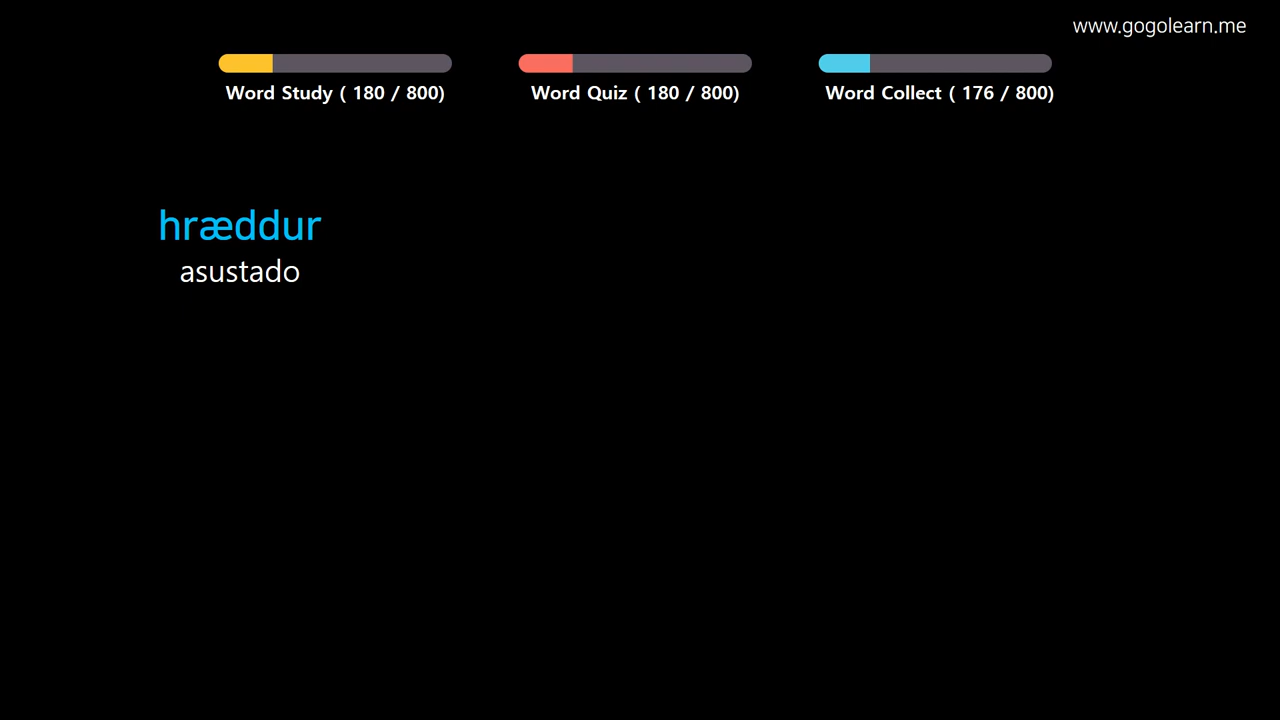 www.gogolearn.me
Word Study ( 180 / 800)
Word Quiz ( 180 / 800)
Word Collect ( 176 / 800)
hræddur
asustado